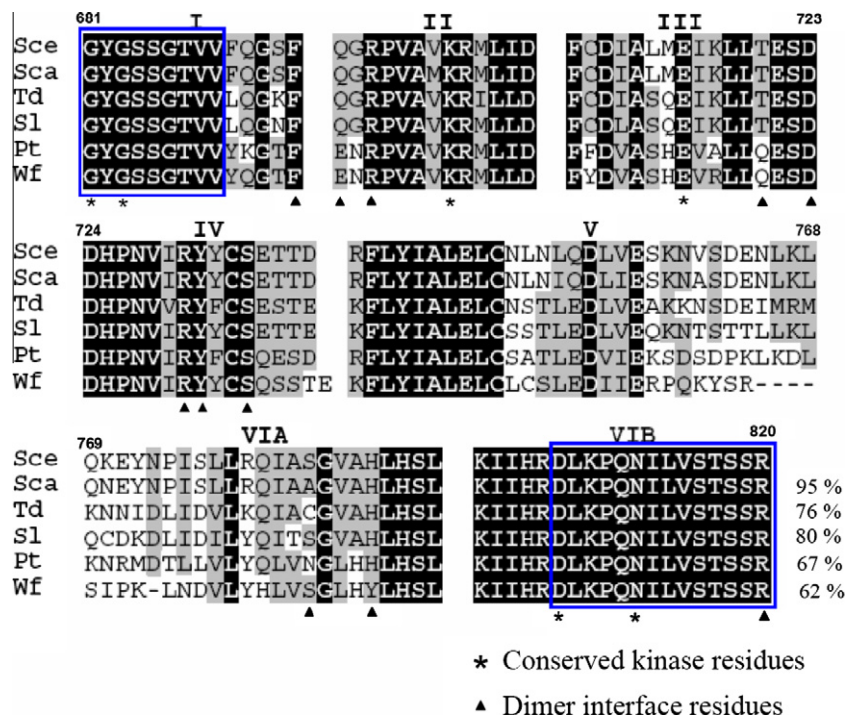 681 I II III 723
Sce GYGSSGTVVFQGSF QGRPVAVKRMLID FCDIALMEIKLLTESD
Sca GYGSSGTVVFQGSF QGRPVAVKRMLID FCDIALMEIKLLTESD
Td GYGSSGTVVLQGKF QGRPVAVKRILLD FCDIASQEIKLLTESD
Sl GYGSSGTVVLQGNF QGRPVAVKRMLLD FCDLASQEIKLLTESD
Pt GYGSSGTVVYKGTF ENRPVAVKRMLLD FFDVASHEVALLQESD
Wf GYGSSGTVVYQGTF ENRPVAVKRMLLD FYDVASHEVRLLQESD
* * ▲ ▲ ▲ * * ▲ ▲
724 IV V 768
Sce DHPNVIRYYCSETTD RFLYIALELCNLNLQDLVESKNVSDENLKL
Sca DHPNVIRYYCSETTD RFLYIALELCNLNIQDLVESKNASDENLKL
Td DHPNVVRYFCSESTE KFLYIALELCNSTLEDLVEAKKNSDEIMRM
Sl DHPNVIRYYCSETTE KFLYIALELCSSTLEDLVEQKNTSTTLLKL
Pt DHPNVIRYFCSQESD RFLYIALELCSATLEDVIEKSDSDPKLKDL
Wf DHPNVIRYYCSQSSTE KFLYIALELCLCSLEDIIERPQKYSR----
▲ ▲ ▲
769 VIA VIB 820
Sce QKEYNPISLLRQIASGVAHLHSL KIIHRDLKPQNILVSTSSR
Sca QNEYNPISLLRQIAAGVAHLHSL KIIHRDLKPQNILVSTSSR 95 %
Td KNNIDLIDVLKQIACGVAHLHSL KIIHRDLKPQNILVSTSSR 76 %
Sl QCDKDLIDILYQITSGVAHLHSL KIIHRDLKPQNILVSTSSR 80 %
Pt KNRMDTLLVLYQLVNGLHHLHSL KIIHRDLKPQNILVSTSSR 67 %
Wf SIPK-LNDVLYHLVSGLHYLHSL KIIHRDLKPQNILVSTSSR 62 %
▲ ▲ * * ▲
* Conserved kinase residues
▲ Dimer interface residues